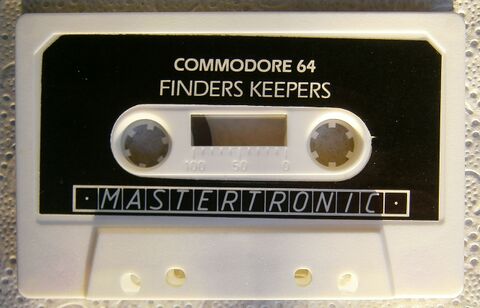 COMMODORE 64
FINDERS KEEPERS
100 50 0
· MASTERTRONIC ·